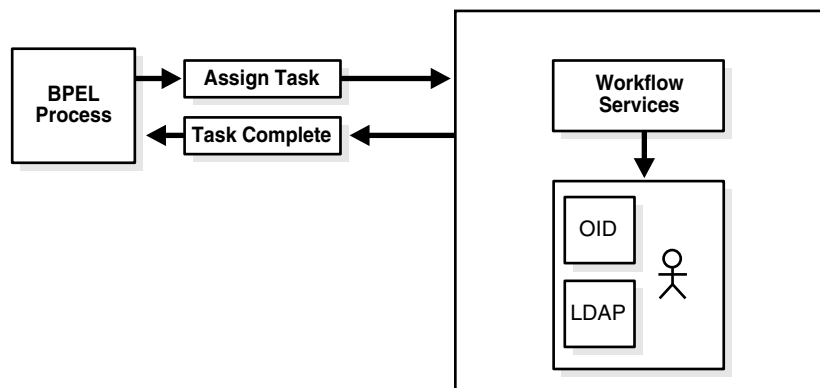 BPEL
Process
Assign Task
Task Complete
Workflow
Services
OID
LDAP